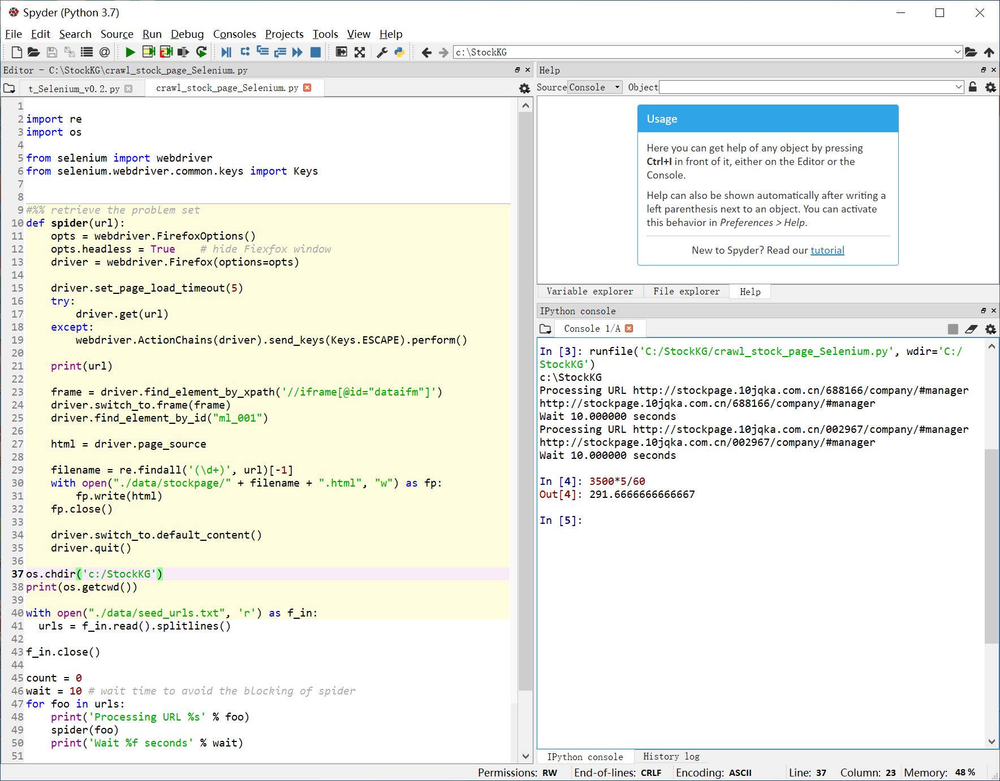 Spyder (Python 3.7)
File Edit Search Source Run Debug Consoles Projects Tools View Help
c:\StockKG
Editor - C:\StockKG\crawl_stock_page_Selenium.py
t_Selenium_v0.2.py
crawl_stock_page_Selenium.py
1
2 import re
3 import os
4
5 from selenium import webdriver
6 from selenium.webdriver.common.keys import Keys
7
8
9 #%% retrieve the problem set
10 def spider(url):
11     opts = webdriver.FirefoxOptions()
12     opts.headless = True    # hide Fiexfox window
13     driver = webdriver.Firefox(options=opts)
14
15     driver.set_page_load_timeout(5)
16     try:
17         driver.get(url)
18     except:
19         webdriver.ActionChains(driver).send_keys(Keys.ESCAPE).perform()
20
21     print(url)
22
23     frame = driver.find_element_by_xpath('//iframe[@id="dataifm"]')
24     driver.switch_to.frame(frame)
25     driver.find_element_by_id("ml_001")
26
27     html = driver.page_source
28
29     filename = re.findall('(\d+)', url)[-1]
30     with open("./data/stockpage/" + filename + ".html", "w") as fp:
31         fp.write(html)
32     fp.close()
33
34     driver.switch_to.default_content()
35     driver.quit()
36
37 os.chdir('c:/StockKG')
38 print(os.getcwd())
39
40 with open("./data/seed_urls.txt", 'r') as f_in:
41   urls = f_in.read().splitlines()
42
43 f_in.close()
44
45 count = 0
46 wait = 10 # wait time to avoid the blocking of spider
47 for foo in urls:
48     print('Processing URL %s' % foo)
49     spider(foo)
50     print('Wait %f seconds' % wait)
51
Help
Source Console Object
Usage
Here you can get help of any object by pressing
Ctrl+I in front of it, either on the Editor or the
Console.
Help can also be shown automatically after writing a
left parenthesis next to an object. You can activate
this behavior in Preferences > Help.
New to Spyder? Read our tutorial
Variable explorer File explorer Help
IPython console
Console 1/A
In [3]: runfile('C:/StockKG/crawl_stock_page_Selenium.py', wdir='C:/
StockKG')
c:\StockKG
Processing URL http://stockpage.10jqka.com.cn/688166/company/#manager
http://stockpage.10jqka.com.cn/688166/company/#manager
Wait 10.000000 seconds
Processing URL http://stockpage.10jqka.com.cn/002967/company/#manager
http://stockpage.10jqka.com.cn/002967/company/#manager
Wait 10.000000 seconds
In [4]: 3500*5/60
Out[4]: 291.6666666666667
In [5]:
IPython console History log
Permissions: RW End-of-lines: CRLF Encoding: ASCII Line: 37 Column: 23 Memory: 48 %